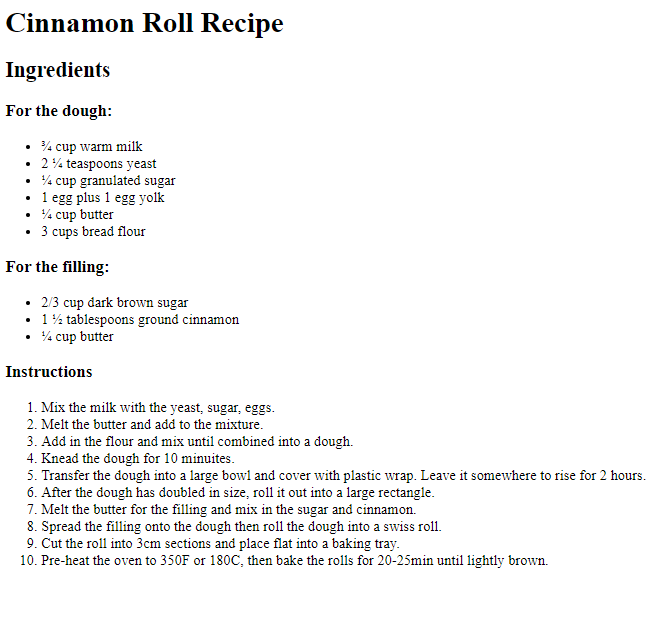 Cinnamon Roll Recipe
Ingredients
For the dough:
• ¾ cup warm milk
• 2 ¼ teaspoons yeast
• ¼ cup granulated sugar
• 1 egg plus 1 egg yolk
• ¼ cup butter
• 3 cups bread flour
For the filling:
• 2/3 cup dark brown sugar
• 1 ½ tablespoons ground cinnamon
• ¼ cup butter
Instructions
1. Mix the milk with the yeast, sugar, eggs.
2. Melt the butter and add to the mixture.
3. Add in the flour and mix until combined into a dough.
4. Knead the dough for 10 minuites.
5. Transfer the dough into a large bowl and cover with plastic wrap. Leave it somewhere to rise for 2 hours.
6. After the dough has doubled in size, roll it out into a large rectangle.
7. Melt the butter for the filling and mix in the sugar and cinnamon.
8. Spread the filling onto the dough then roll the dough into a swiss roll.
9. Cut the roll into 3cm sections and place flat into a baking tray.
10. Pre-heat the oven to 350F or 180C, then bake the rolls for 20-25min until lightly brown.